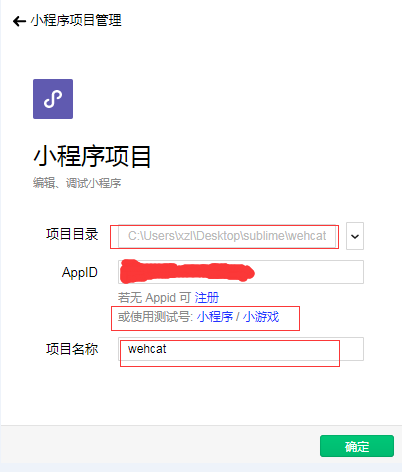 小程序项目管理
小程序项目
编辑、调试小程序
项目目录 C:\Users\xzl\Desktop\sublime\wehcat
AppID
若无 Appid 可 注册
或使用测试号: 小程序 / 小游戏
项目名称 wehcat
确定